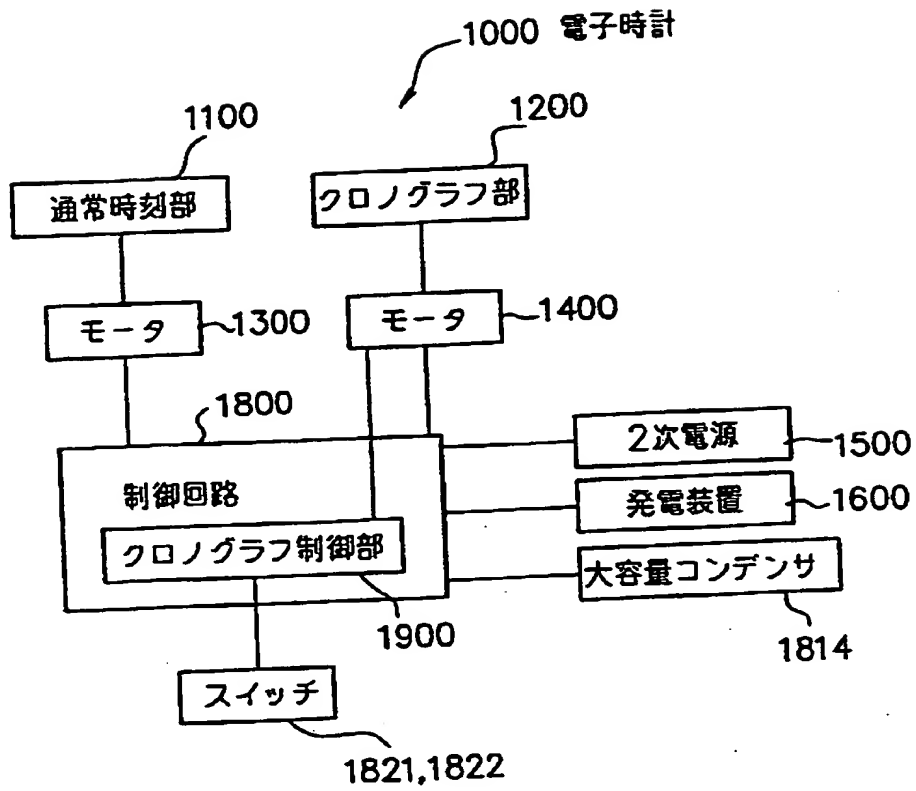 1000 電子時計
1100
1200
通常時刻部
クロノグラフ部
モータ
1300
モータ
1400
1800
2次電源
1500
制御回路
発電装置
1600
クロノグラフ制御部
大容量コンデンサ
1900
1814
スイッチ
1821,1822